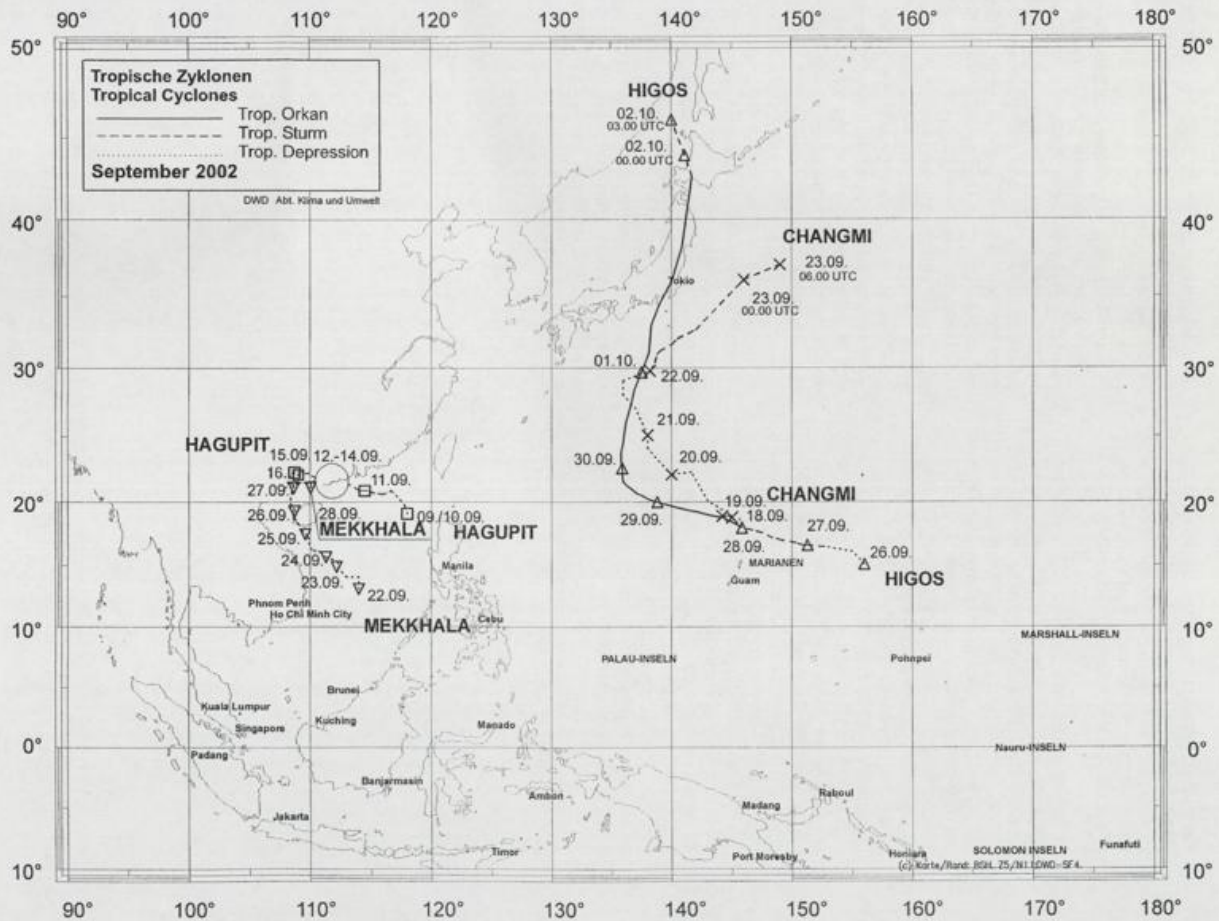 90° 100° 110° 120° 130° 140° 150° 160° 170° 180°
50° 50°
Tropische Zyklonen
Tropical Cyclones
Trop. Orkan
Trop. Sturm
Trop. Depression
September 2002
DWD Abt. Klima und Umwelt
HIGOS
02.10.
03.00 UTC
02.10.
00.00 UTC
40° 40°
CHANGMI
23.09.
06.00 UTC
23.09.
00.00 UTC
Tokio
30° 30°
01.10.
22.09.
21.09.
20.09.
30.09.
29.09.
HAGUPIT
15.09. 12.-14.09.
16.
11.09.
27.09.
20° 20°
26.09.
28.09.
09./10.09.
MEKKHALA
HAGUPIT
25.09.
24.09.
23.09.
22.09.
MEKKHALA
CHANGMI
19.09.
18.09.
28.09.
27.09.
26.09.
HIGOS
MARIANEN
Guam
Manila
Phnom Penh
Ho Chi Minh City
Cebu
10° 10°
MARSHALL-INSELN
PALAU-INSELN
Pohnpei
Brunei
Kuala Lumpur
Kuching
Singapore
Manado
0° 0°
Padang
Nauru-INSELN
Banjarmasin
Ambon
Raboul
Madang
Jakarta
Timor
Port Moresby
Honiara
SOLOMON INSELN
Funafuti
(c) Karte/Rand: BSH
10° 10°
90° 100° 110° 120° 130° 140° 150° 160° 170° 180°